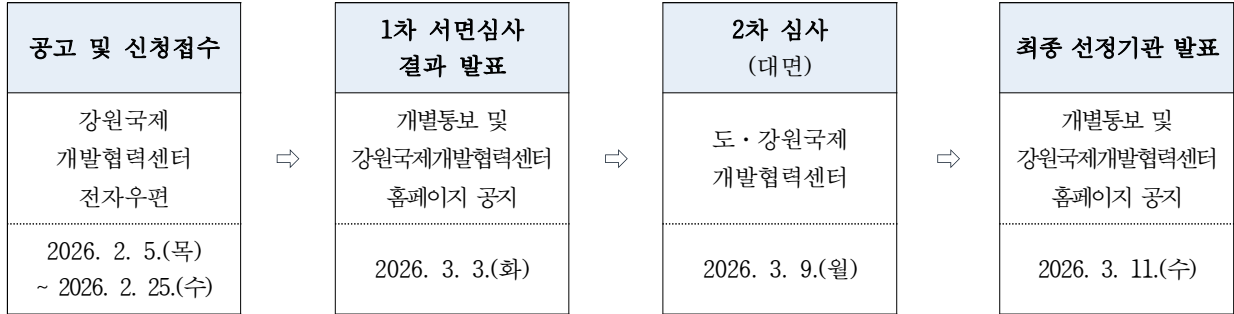 공고 및 신청접수
강원국제
개발협력센터
전자우편
2026. 2. 5.(목)
~ 2026. 2. 25.(수)
⇨
1차 서면심사
결과 발표
개별통보 및
강원국제개발협력센터
홈페이지 공지
2026. 3. 3.(화)
⇨
2차 심사
(대면)
도·강원국제
개발협력센터
2026. 3. 9.(월)
⇨
최종 선정기관 발표
개별통보 및
강원국제개발협력센터
홈페이지 공지
2026. 3. 11.(수)